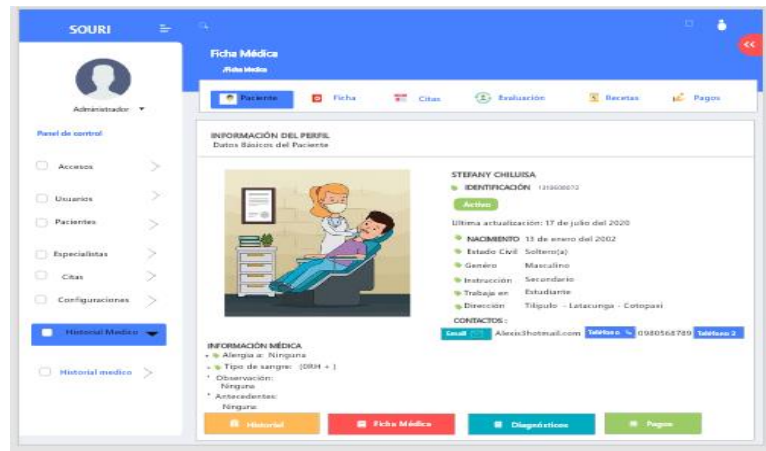 SOURI
Ficha Médica
/Ficha Medica
Administrador
Panel de control
Accesos
Usuarios
Pacientes
Especialistas
Citas
Configuraciones
Historial Medico
Historial medico
Paciente
Ficha
Citas
Evaluación
Recetas
Pagos
INFORMACIÓN DEL PERFIL
Datos Básicos del Paciente
STEFANY CHILUISA
IDENTIFICACIÓN
Activo
Ultima actualización: 17 de julio del 2020
NACIMIENTO 15 de enero del 2002
Estado Civil Soltero(a)
Genéro Masculino
Instrucción Secundario
Trabaja en Estudiante
Dirección Tilipulo - Latacunga - Cotopaxi
CONTACTOS :
Email Alexis@hotmail.com Teléfono 0980568789 Teléfono 2
INFORMACIÓN MÉDICA
Alergia a: Ninguna
Tipo de sangre: (ORH + )
Observación:
Ninguna
Antecedentes:
Ninguna
Historial
Ficha Médica
Diagnósticos
Pagos